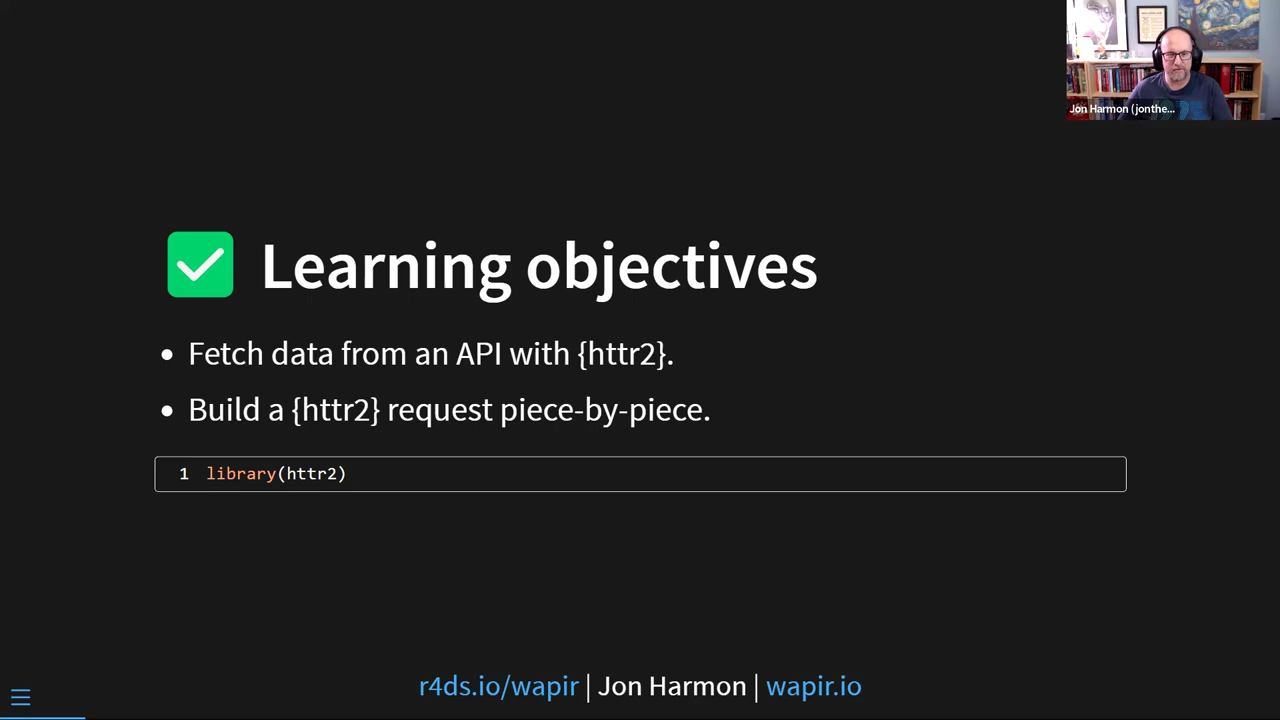 Jon Harmon (jonthe...
Learning objectives
• Fetch data from an API with {httr2}.
• Build a {httr2} request piece-by-piece.
1 library(httr2)
r4ds.io/wapir | Jon Harmon | wapir.io